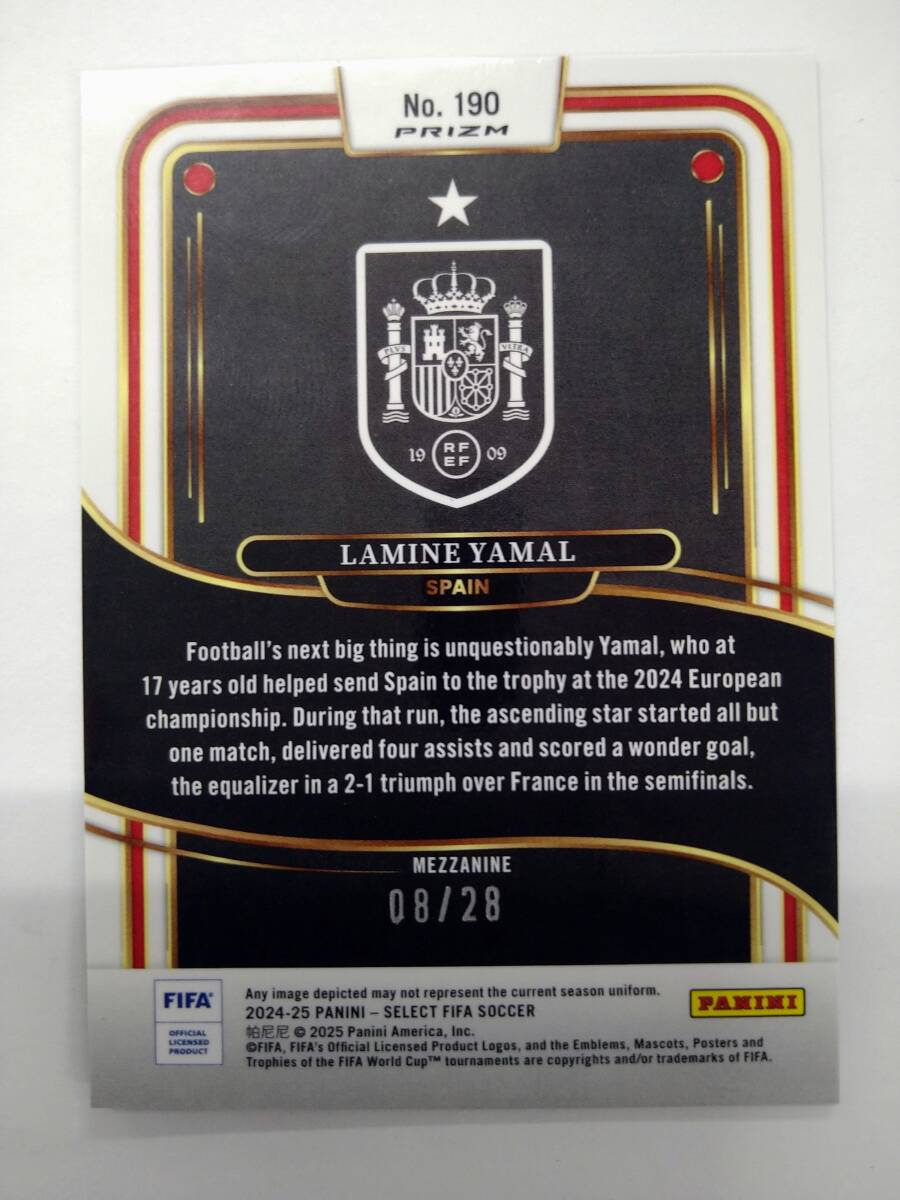 No. 190
PRIZM
PLVS VLTRA
19 RF 09
EF
LAMINE YAMAL
SPAIN
Football's next big thing is unquestionably Yamal, who at
17 years old helped send Spain to the trophy at the 2024 European
championship. During that run, the ascending star started all but
one match, delivered four assists and scored a wonder goal,
the equalizer in a 2-1 triumph over France in the semifinals.
MEZZANINE
08/28
FIFA®
OFFICIAL
LICENSED
PRODUCT
Any image depicted may not represent the current season uniform.
2024-25 PANINI – SELECT FIFA SOCCER
帕尼尼 © 2025 Panini America, Inc.
©FIFA, FIFA's Official Licensed Product Logos, and the Emblems, Mascots, Posters and
Trophies of the FIFA World Cup™ tournaments are copyrights and/or trademarks of FIFA.
PANINI